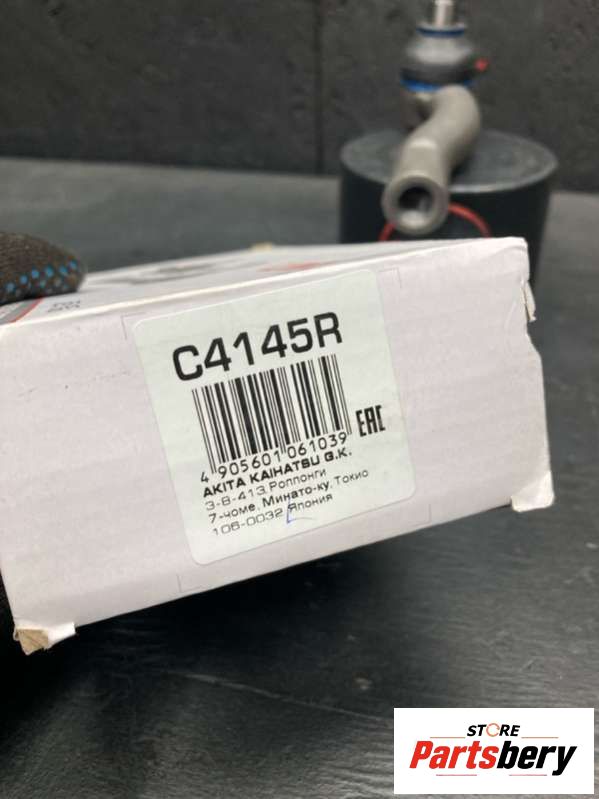 C4145R
4 905601 061039
EAC
AKITA KAIHATSU G.K.
3-8-413, Роппонги
7-чоме, Минато-ку, Токио
106-0032, Япония
STORE
Partsbery